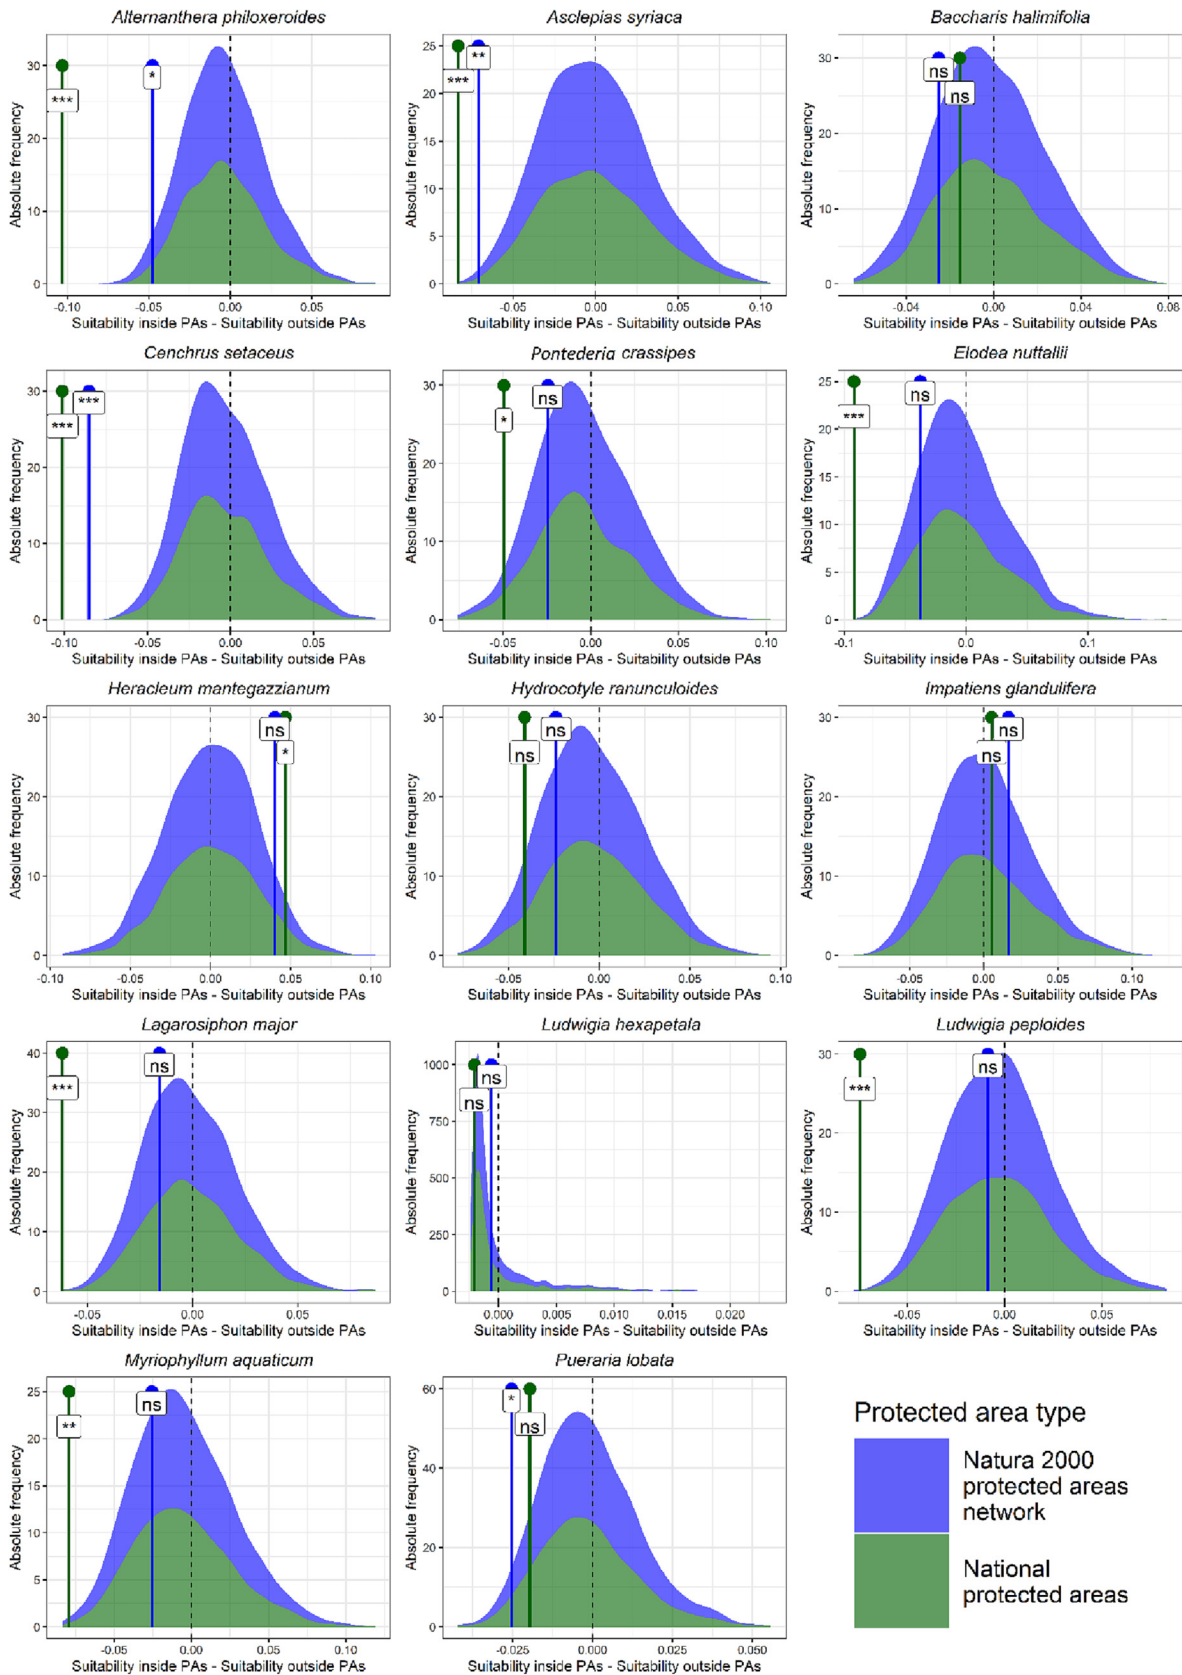 Alternanthera philoxeroides
Absolute frequency
30
20
10
0
***
*
-0.10
-0.05
0.00
0.05
Suitability inside PAs - Suitability outside PAs
Asclepias syriaca
Absolute frequency
25
20
15
10
5
0
***
**
-0.05
0.00
0.05
0.10
Suitability inside PAs - Suitability outside PAs
Baccharis halimifolia
Absolute frequency
30
20
10
0
ns
ns
-0.04
0.00
0.04
0.08
Suitability inside PAs - Suitability outside PAs
Cenchrus setaceus
Absolute frequency
30
20
10
0
***
***
-0.10
-0.05
0.00
0.05
Suitability inside PAs - Suitability outside PAs
Pontederia crassipes
Absolute frequency
30
20
10
0
*
ns
-0.05
0.00
0.05
0.10
Suitability inside PAs - Suitability outside PAs
Elodea nuttallii
Absolute frequency
25
20
15
10
5
0
***
ns
-0.1
0.0
0.1
Suitability inside PAs - Suitability outside PAs
Heracleum mantegazzianum
Absolute frequency
30
20
10
0
ns
*
-0.10
-0.05
0.00
0.05
0.10
Suitability inside PAs - Suitability outside PAs
Hydrocotyle ranunculoides
Absolute frequency
30
20
10
0
ns
ns
-0.05
0.00
0.05
0.10
Suitability inside PAs - Suitability outside PAs
Impatiens glandulifera
Absolute frequency
30
20
10
0
ns
ns
-0.05
0.00
0.05
0.10
Suitability inside PAs - Suitability outside PAs
Lagarosiphon major
Absolute frequency
40
30
20
10
0
***
ns
-0.05
0.00
0.05
Suitability inside PAs - Suitability outside PAs
Ludwigia hexapetala
Absolute frequency
1000
750
500
250
0
ns
ns
0.000
0.005
0.010
0.015
0.020
Suitability inside PAs - Suitability outside PAs
Ludwigia peploides
Absolute frequency
30
20
10
0
***
ns
-0.05
0.00
0.05
Suitability inside PAs - Suitability outside PAs
Myriophyllum aquaticum
Absolute frequency
25
20
15
10
5
0
**
ns
-0.05
0.00
0.05
0.10
Suitability inside PAs - Suitability outside PAs
Pueraria lobata
Absolute frequency
60
40
20
0
*
ns
-0.025
0.000
0.025
0.050
Suitability inside PAs - Suitability outside PAs
Protected area type
Natura 2000
protected areas
network
National
protected areas